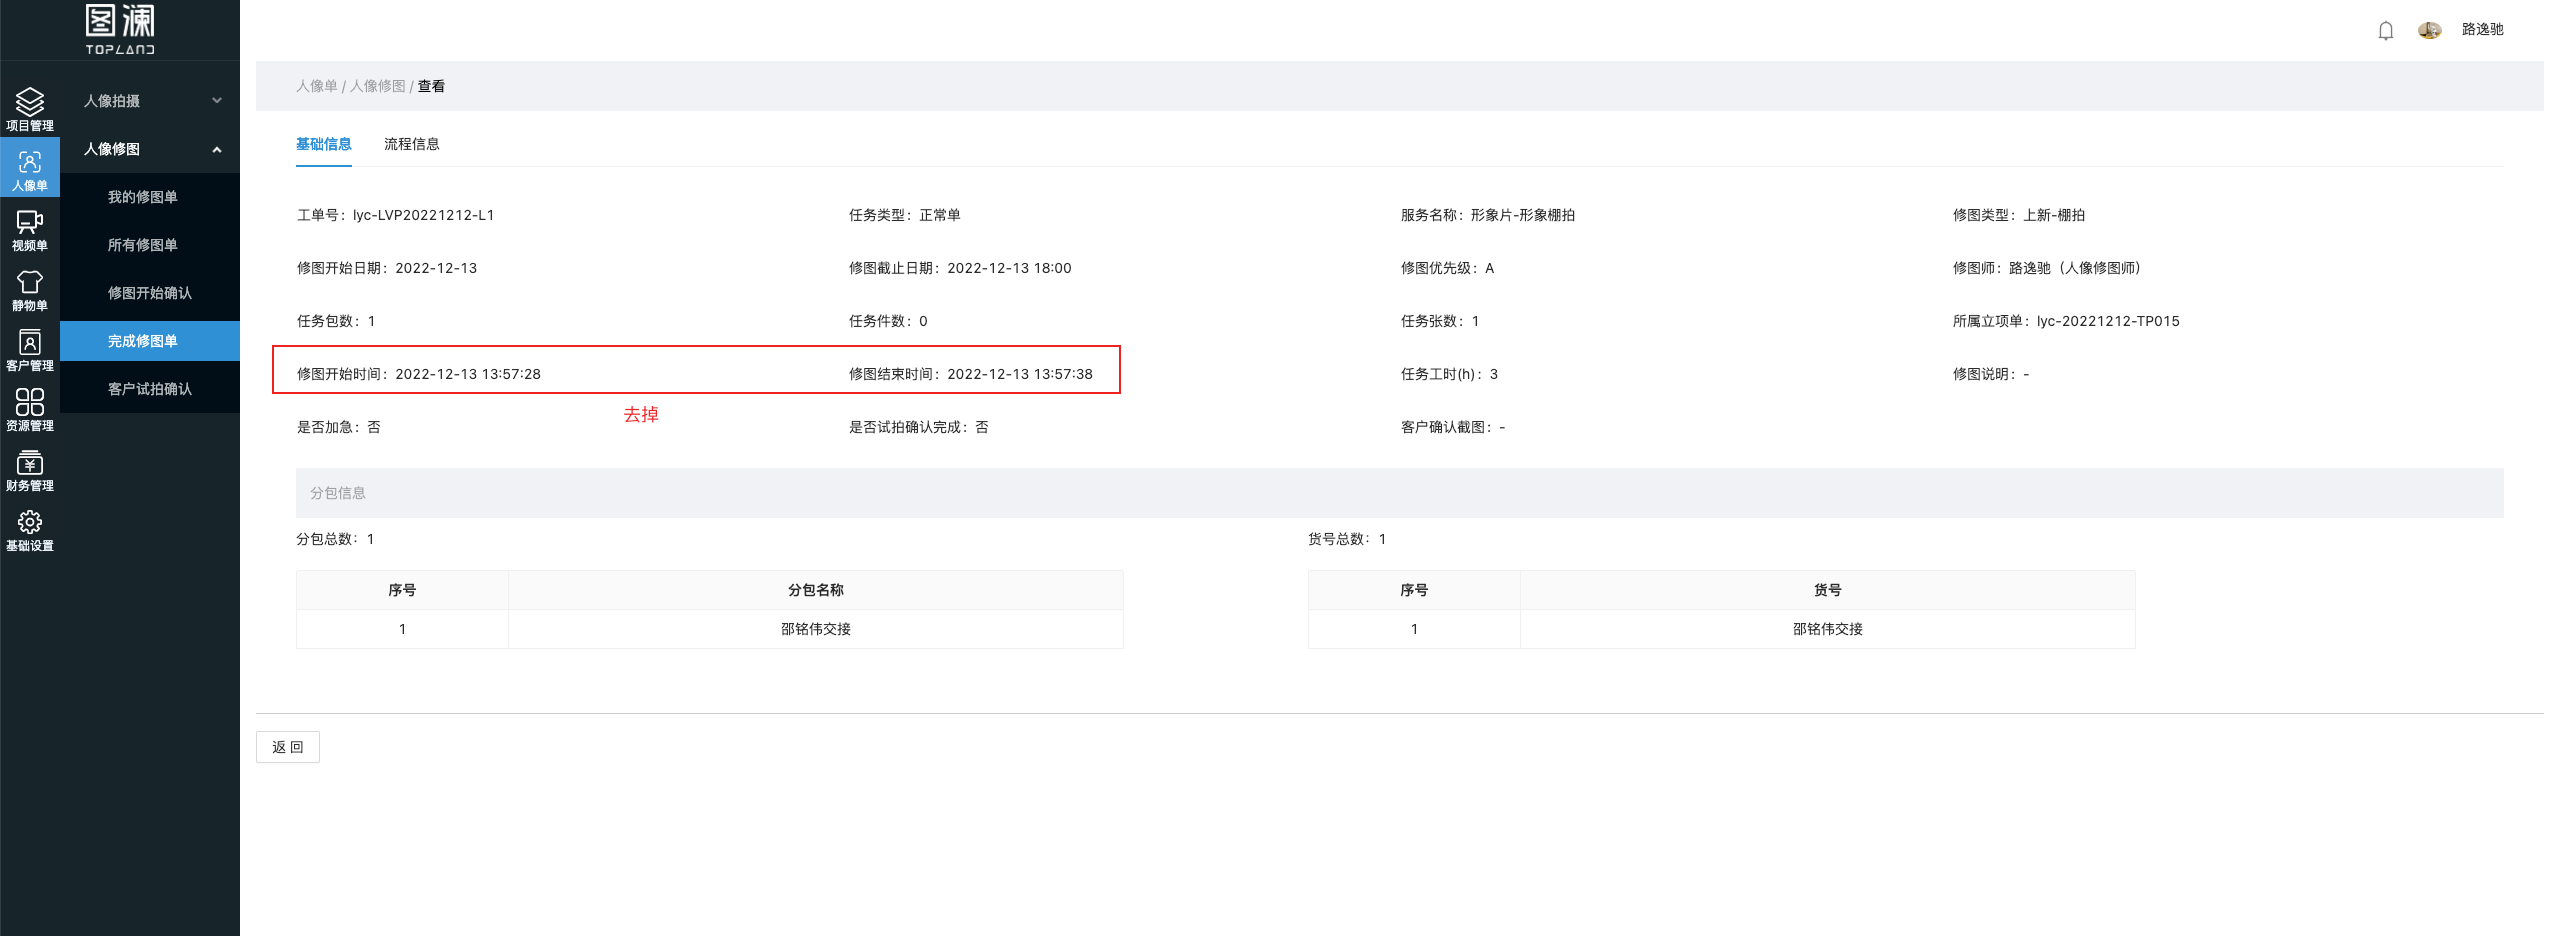 图澜
TOPLAND
路逸驰
项目管理
人像单
视频单
静物单
客户管理
资源管理
财务管理
基础设置
人像拍摄
人像修图
我的修图单
所有修图单
修图开始确认
完成修图单
客户试拍确认
人像单 / 人像修图 / 查看
基础信息 流程信息
工单号：lyc-LVP20221212-L1 任务类型：正常单 服务名称：形象片-形象棚拍 修图类型：上新-棚拍
修图开始日期：2022-12-13 修图截止日期：2022-12-13 18:00 修图优先级：A 修图师：路逸驰（人像修图师）
任务包数：1 任务件数：0 任务张数：1 所属立项单：lyc-20221212-TP015
修图开始时间：2022-12-13 13:57:28 修图结束时间：2022-12-13 13:57:38 任务工时(h)：3 修图说明：-
去掉
是否加急：否 是否试拍确认完成：否 客户确认截图：-
分包信息
分包总数：1 货号总数：1
序号 分包名称 序号 货号
1 邵铭伟交接 1 邵铭伟交接
返 回